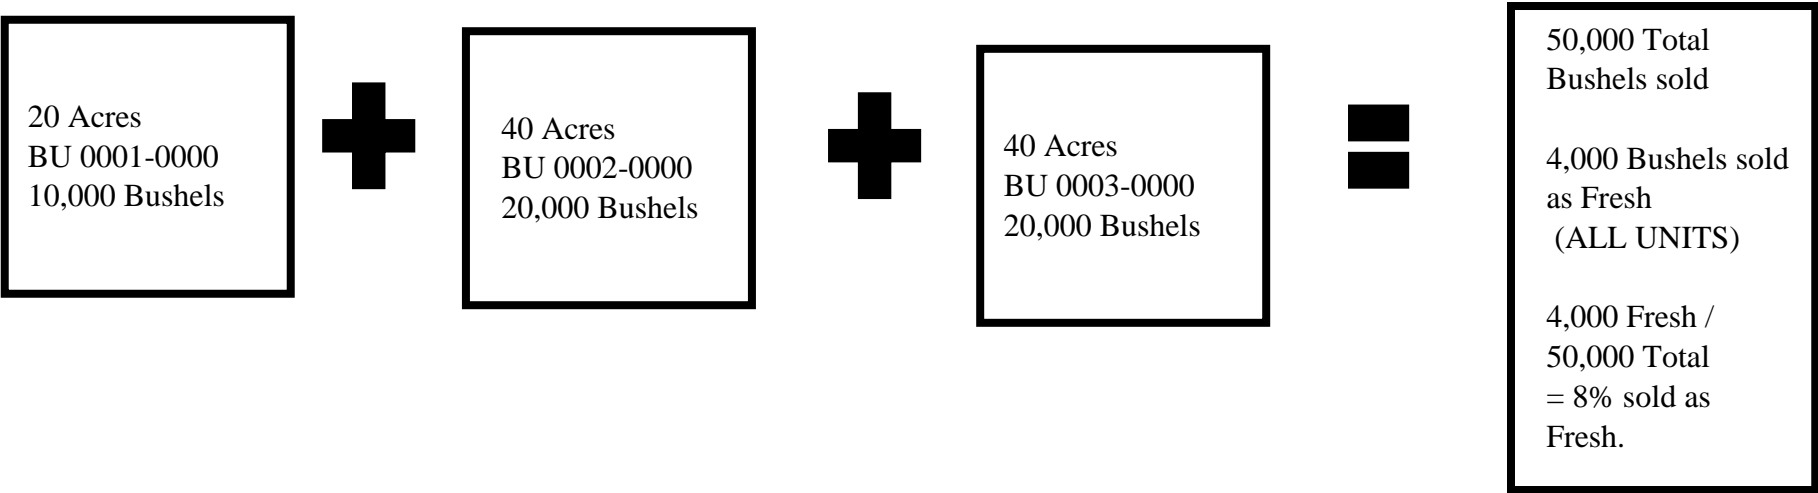 20 Acres
BU 0001-0000
10,000 Bushels
40 Acres
BU 0002-0000
20,000 Bushels
40 Acres
BU 0003-0000
20,000 Bushels
50,000 Total
Bushels sold
4,000 Bushels sold
as Fresh
(ALL UNITS)
4,000 Fresh /
50,000 Total
= 8% sold as
Fresh.